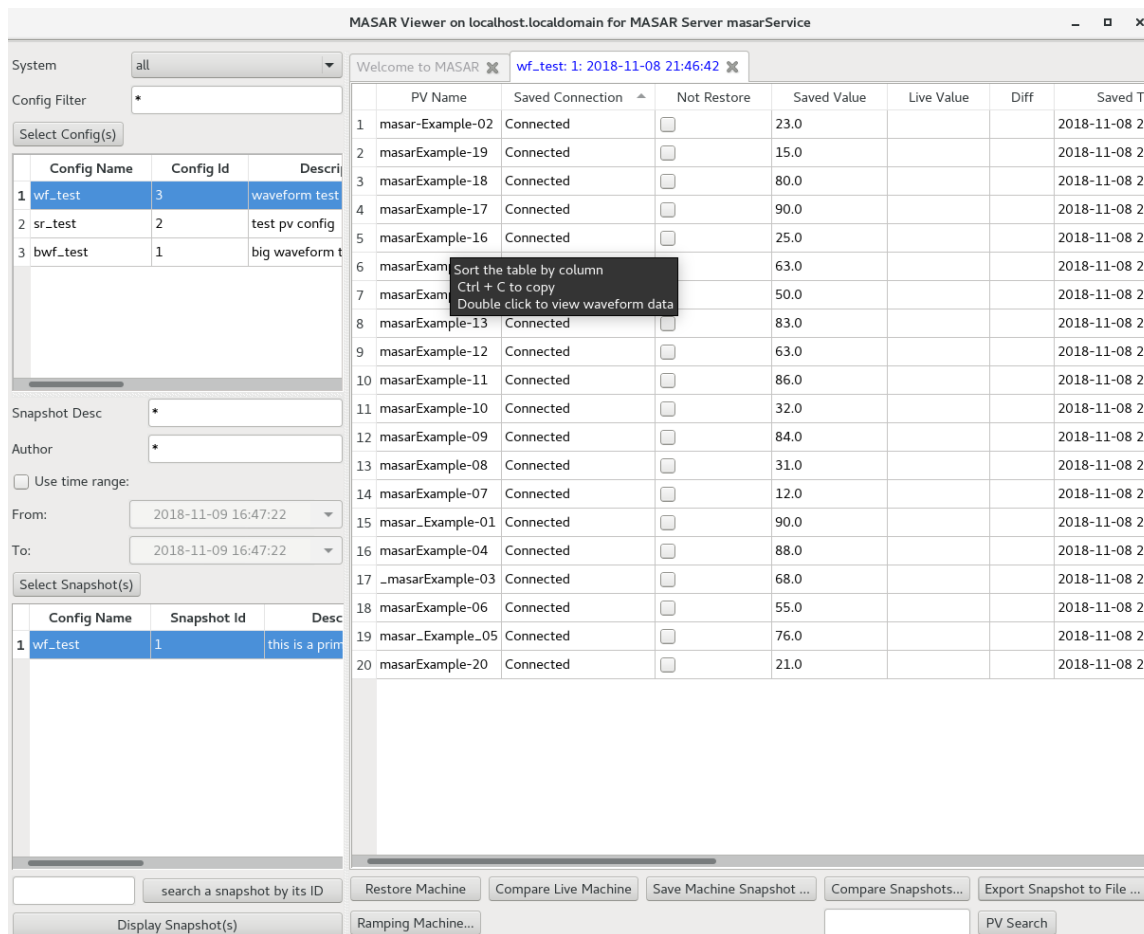 MASAR Viewer on localhost.localdomain for MASAR Server masarService
System all
Config Filter *
Select Config(s)
Config Name Config Id Descrip
1 wf_test 3 waveform test
2 sr_test 2 test pv config
3 bwf_test 1 big waveform t
Snapshot Desc *
Author *
Use time range:
From: 2018-11-09 16:47:22
To: 2018-11-09 16:47:22
Select Snapshot(s)
Config Name Snapshot Id Desc
1 wf_test 1 this is a prim
search a snapshot by its ID
Display Snapshot(s)
Welcome to MASAR wf_test: 1: 2018-11-08 21:46:42
PV Name Saved Connection Not Restore Saved Value Live Value Diff Saved T
1 masar-Example-02 Connected 23.0 2018-11-08 2
2 masarExample-19 Connected 15.0 2018-11-08 2
3 masarExample-18 Connected 80.0 2018-11-08 2
4 masarExample-17 Connected 90.0 2018-11-08 2
5 masarExample-16 Connected 25.0 2018-11-08 2
6 masarExam 63.0 2018-11-08 2
7 masarExam 50.0 2018-11-08 2
8 masarExample-13 Connected 83.0 2018-11-08 2
9 masarExample-12 Connected 63.0 2018-11-08 2
10 masarExample-11 Connected 86.0 2018-11-08 2
11 masarExample-10 Connected 32.0 2018-11-08 2
12 masarExample-09 Connected 84.0 2018-11-08 2
13 masarExample-08 Connected 31.0 2018-11-08 2
14 masarExample-07 Connected 12.0 2018-11-08 2
15 masar_Example-01 Connected 90.0 2018-11-08 2
16 masarExample-04 Connected 88.0 2018-11-08 2
17 _masarExample-03 Connected 68.0 2018-11-08 2
18 masarExample-06 Connected 55.0 2018-11-08 2
19 masar_Example_05 Connected 76.0 2018-11-08 2
20 masarExample-20 Connected 21.0 2018-11-08 2
Sort the table by column
Ctrl + C to copy
Double click to view waveform data
Restore Machine Compare Live Machine Save Machine Snapshot ... Compare Snapshots... Export Snapshot to File ...
Ramping Machine... PV Search